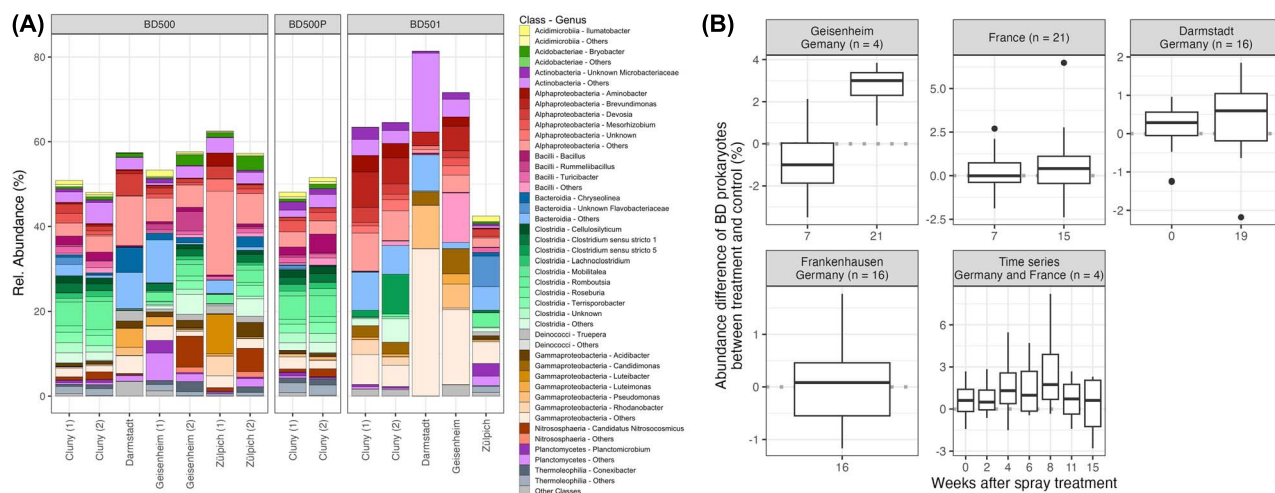 (A)
BD500
BD500P
BD501
Rel. Abundance (%)
80
60
40
20
0
Cluny (1)
Cluny (2)
Darmstadt
Geisenheim (1)
Geisenheim (2)
Zülpich (1)
Zülpich (2)
Cluny (1)
Cluny (2)
Cluny (1)
Cluny (2)
Darmstadt
Geisenheim
Zülpich
Class - Genus
Acidimicrobiia - Ilumatobacter
Acidimicrobiia - Others
Acidobacteriae - Bryobacter
Acidobacteriae - Others
Actinobacteria - Unknown Microbacteriaceae
Actinobacteria - Others
Alphaproteobacteria - Aminobacter
Alphaproteobacteria - Brevundimonas
Alphaproteobacteria - Devosia
Alphaproteobacteria - Mesorhizobium
Alphaproteobacteria - Unknown
Alphaproteobacteria - Others
Bacilli - Bacillus
Bacilli - Rummeliibacillus
Bacilli - Turicibacter
Bacilli - Others
Bacteroidia - Chryseolinea
Bacteroidia - Unknown Flavobacteriaceae
Bacteroidia - Others
Clostridia - Cellulosilyticum
Clostridia - Clostridium sensu stricto 1
Clostridia - Clostridium sensu stricto 5
Clostridia - Lachnoclostridium
Clostridia - Mobilitalea
Clostridia - Romboutsia
Clostridia - Roseburia
Clostridia - Terrisporobacter
Clostridia - Unknown
Clostridia - Others
Deinococci - Truepera
Deinococci - Others
Gammaproteobacteria - Acidibacter
Gammaproteobacteria - Candidimonas
Gammaproteobacteria - Luteibacter
Gammaproteobacteria - Luteimonas
Gammaproteobacteria - Pseudomonas
Gammaproteobacteria - Rhodanobacter
Gammaproteobacteria - Others
Nitrososphaeria - Candidatus Nitrosocosmicus
Nitrososphaeria - Others
Planctomycetes - Planctomicrobium
Planctomycetes - Others
Thermoleophilia - Conexibacter
Thermoleophilia - Others
Other Classes
(B)
Abundance difference of BD prokaryotes
between treatment and control (%)
Geisenheim
Gemany (n = 4)
4
2
0
-2
7
21
France (n = 21)
5.0
2.5
0.0
-2.5
7
15
Darmstadt
Germany (n = 16)
2
1
0
-1
-2
0
19
Frankenhausen
Germany (n = 16)
1
0
-1
16
Time series
Germany and France (n = 4)
6
3
0
-3
0
2
4
6
8
11
15
Weeks after spray treatment